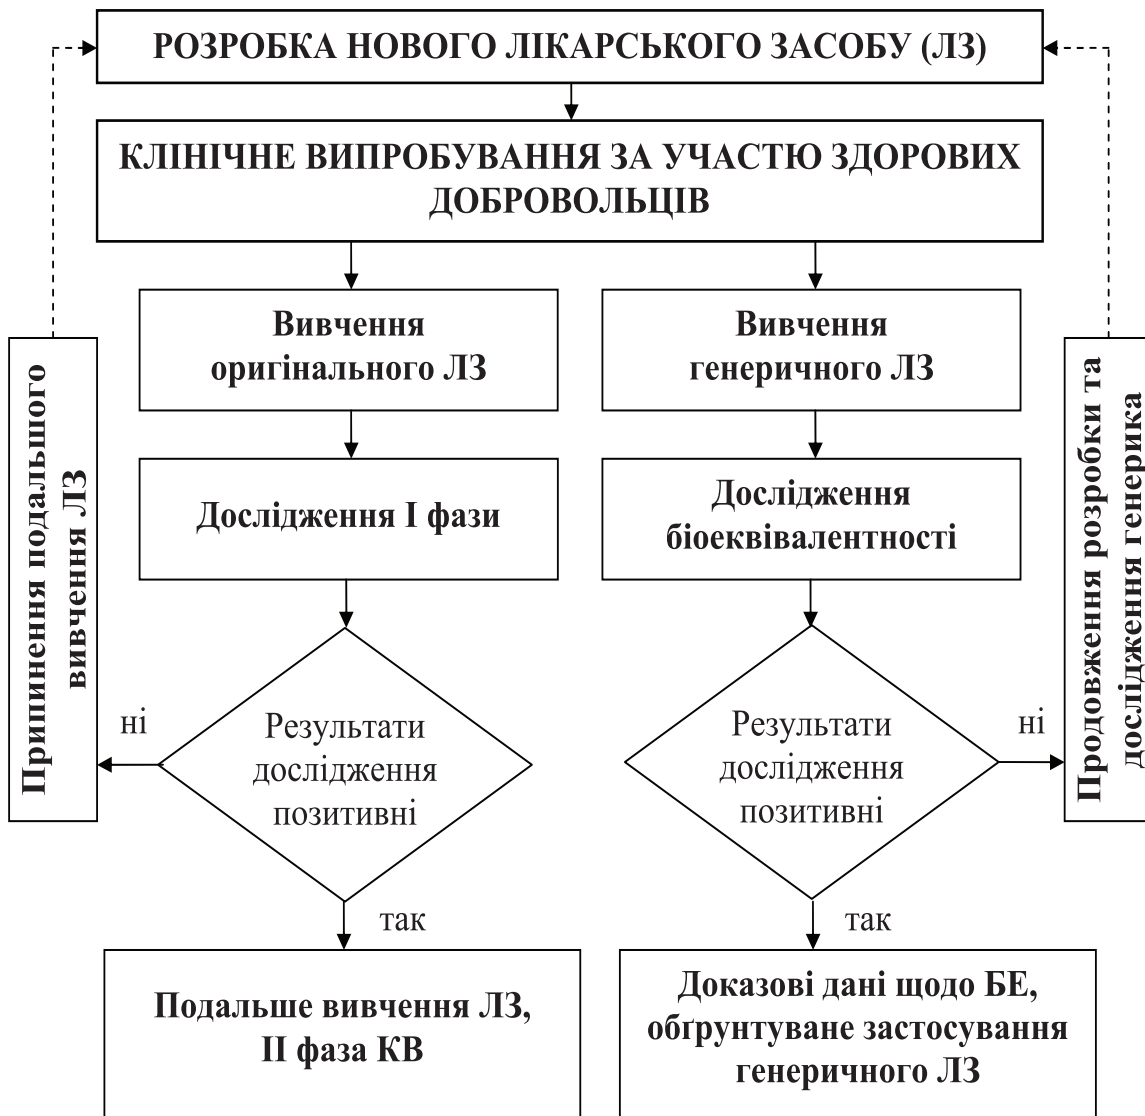 РОЗРОБКА НОВОГО ЛІКАРСЬКОГО ЗАСОБУ (ЛЗ)
КЛІНІЧНЕ ВИПРОБУВАННЯ ЗА УЧАСТЮ ЗДОРОВИХ
ДОБРОВОЛЬЦІВ
Вивчення
оригінального ЛЗ
Вивчення
генеричного ЛЗ
Припинення подальшого
вивчення ЛЗ
Продовження розробки та
дослідження генерика
Дослідження І фази
Дослідження
біоеквівалентності
Результати
дослідження
позитивні
ні
Результати
дослідження
позитивні
ні
так
так
Подальше вивчення ЛЗ,
ІІ фаза КВ
Доказові дані щодо БЕ,
обґрунтуване застосування
генеричного ЛЗ